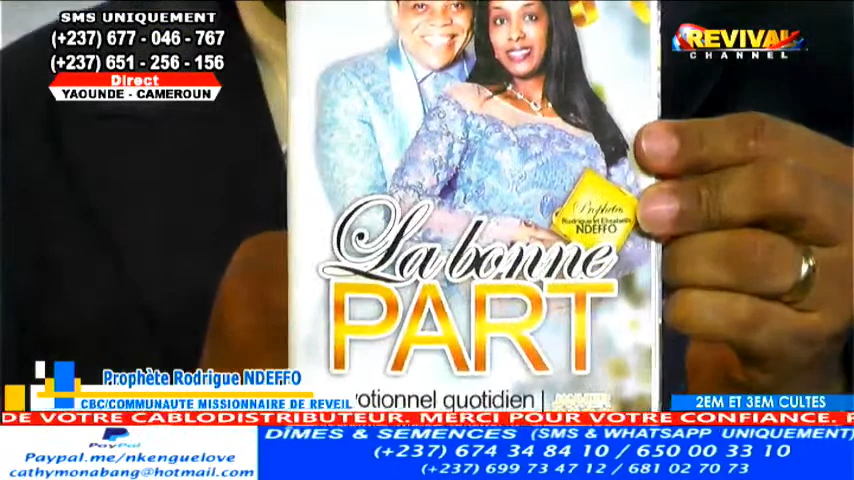 SMS UNIQUEMENT
(+237) 677 - 046 - 767
(+237) 651 - 256 - 156
Direct
YAOUNDE - CAMEROUN
REVIVAL
CHANNEL
Prophètes
Rodrigue et Elisabeth
NDEFFO
La bonne
PART
otionnel quotidien
Prophète Rodrigue NDEFFO
CBC/COMMUNAUTE MISSIONNAIRE DE REVEIL
2EM ET 3EM CULTES
DE VOTRE CABLODISTRIBUTEUR. MERCI POUR VOTRE CONFIANCE.
PayPal
Paypal.me/nkenguelove
cathymonabang@hotmail.com
DÎMES & SEMENCES (SMS & WHATSAPP UNIQUEMENT)
(+237) 674 34 84 10 / 650 00 33 10
(+237) 699 73 47 12 / 681 02 70 73